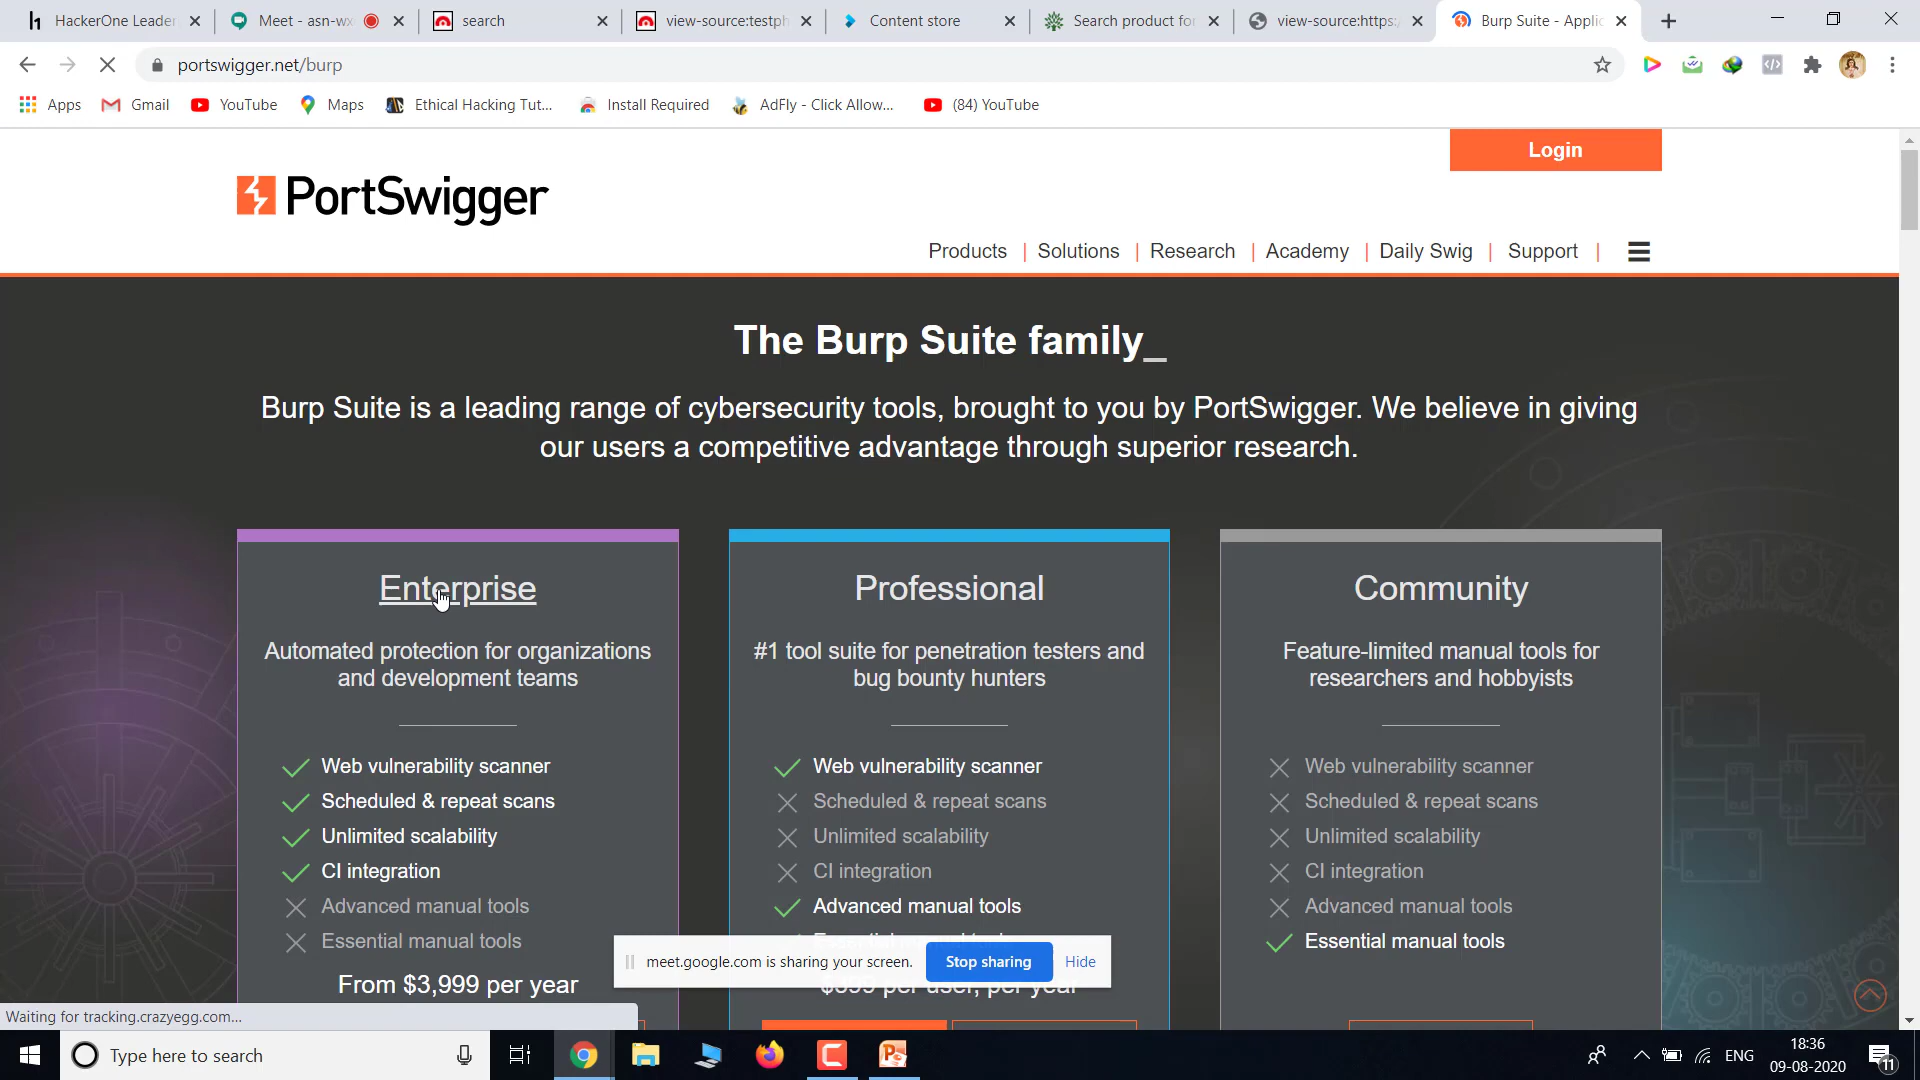 HackerOne Leader
Meet - asn-wx
search
view-source:testph
Content store
Search product fo
view-source:https:/
Burp Suite - Applic
portswigger.net/burp
Apps
Gmail
YouTube
Maps
Ethical Hacking Tut...
Install Required
AdFly - Click Allow...
(84) YouTube
Login
PortSwigger
Products | Solutions | Research | Academy | Daily Swig | Support |
The Burp Suite family_
Burp Suite is a leading range of cybersecurity tools, brought to you by PortSwigger. We believe in giving
our users a competitive advantage through superior research.
Enterprise
Automated protection for organizations
and development teams
Web vulnerability scanner
Scheduled & repeat scans
Unlimited scalability
CI integration
Advanced manual tools
Essential manual tools
From $3,999 per year
Professional
#1 tool suite for penetration testers and
bug bounty hunters
Web vulnerability scanner
Scheduled & repeat scans
Unlimited scalability
CI integration
Advanced manual tools
per user, per year
Community
Feature-limited manual tools for
researchers and hobbyists
Web vulnerability scanner
Scheduled & repeat scans
Unlimited scalability
CI integration
Advanced manual tools
Essential manual tools
meet.google.com is sharing your screen.
Stop sharing
Hide
Waiting for tracking.crazyegg.com...
Type here to search
ENG
18:36
09-08-2020
11